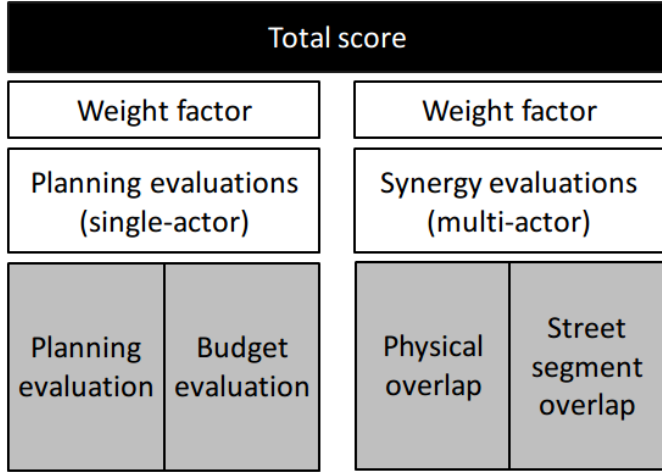 Total score
Weight factor
Weight factor
Planning evaluations
(single-actor)
Synergy evaluations
(multi-actor)
Planning
evaluation
Budget
evaluation
Physical
overlap
Street
segment
overlap